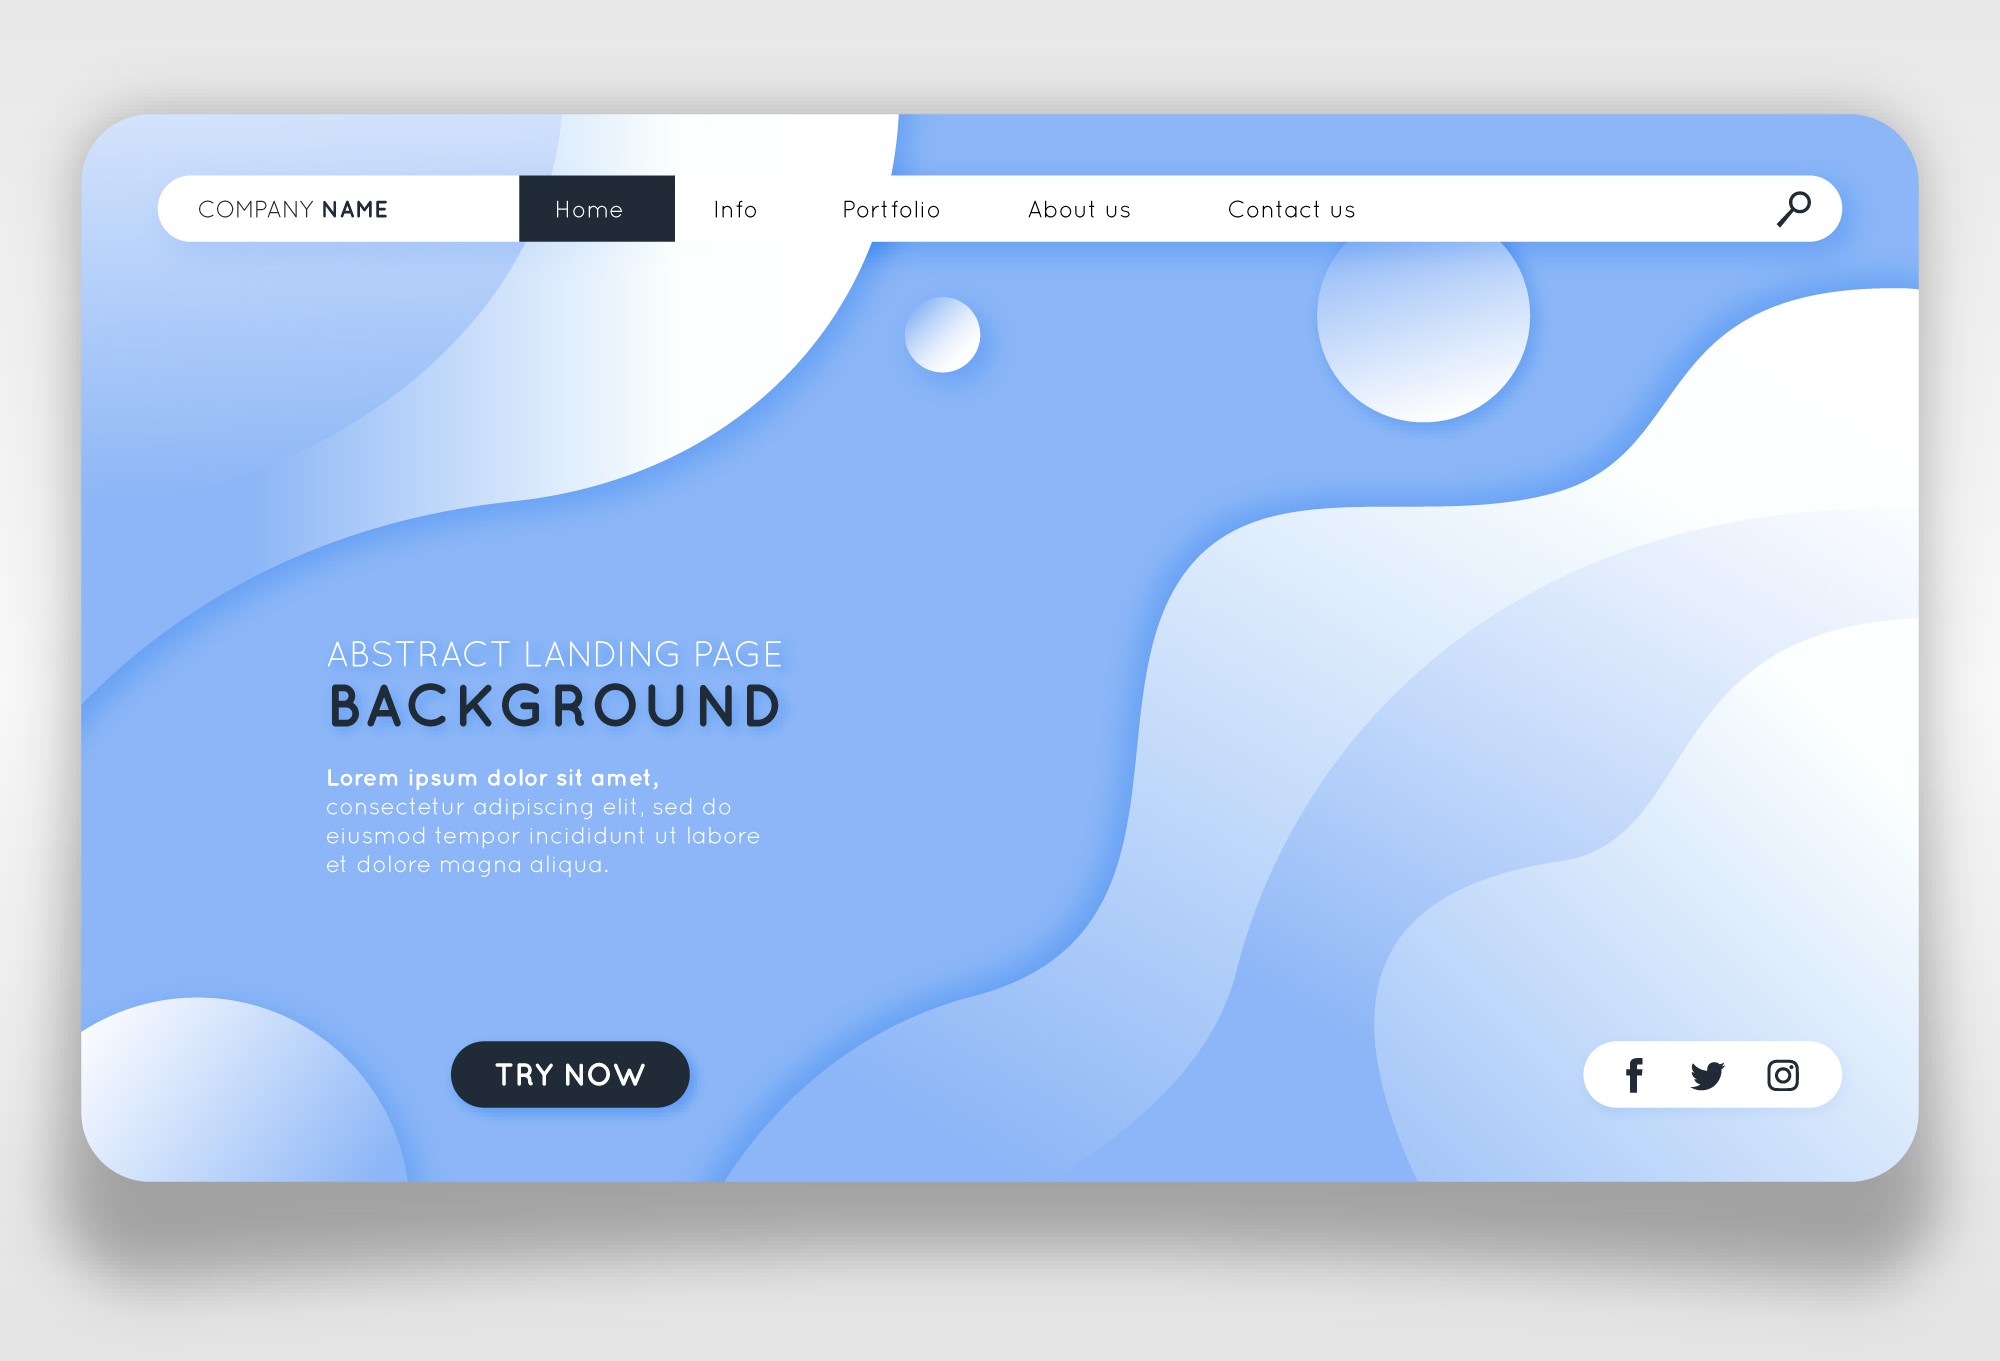 COMPANY NAME Home Info Portfolio About us Contact us
ABSTRACT LANDING PAGE
BACKGROUND
Lorem ipsum dolor sit amet,
consectetur adipiscing elit, sed do
eiusmod tempor incididunt ut labore
et dolore magna aliqua.
TRY NOW